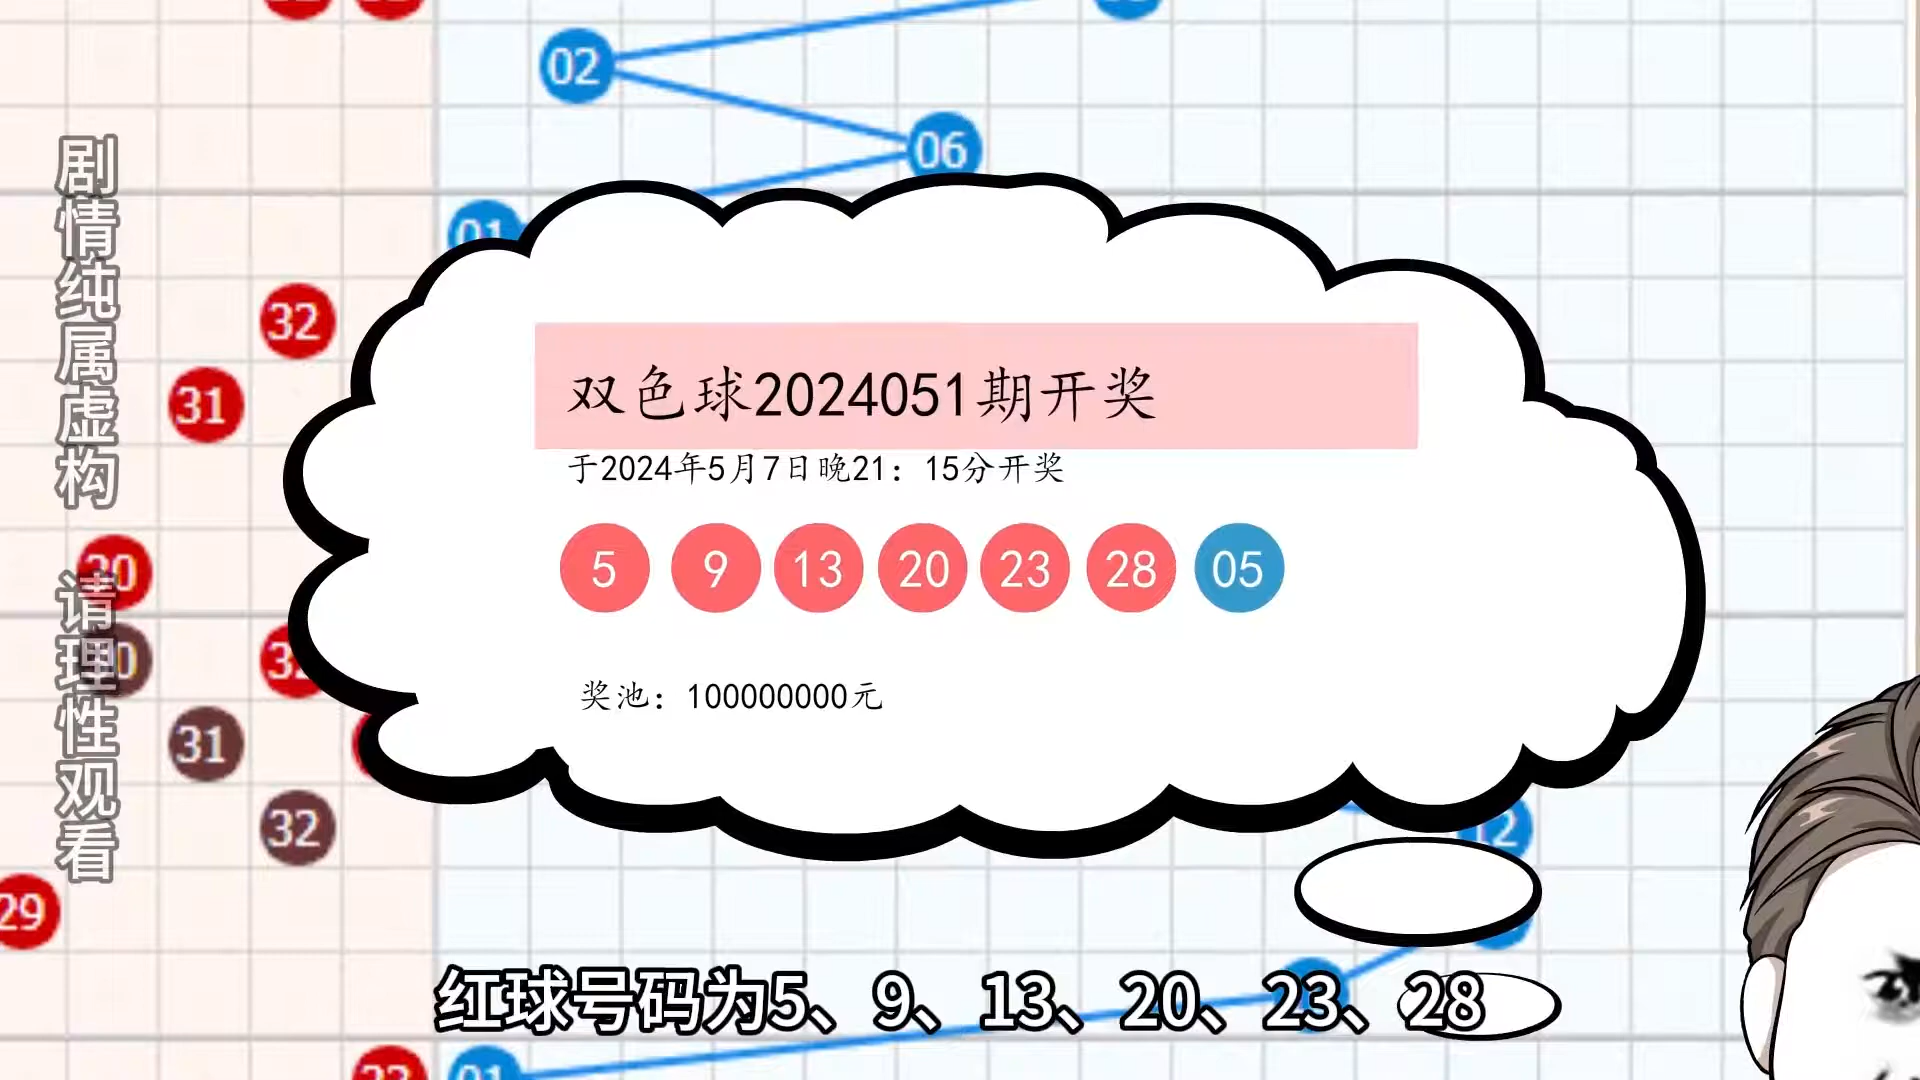 剧情纯属虚构 请理性观看
02
06
01
32
31
30
31
32
29
12
01
双色球2024051期开奖
于2024年5月7日晚21：15分开奖
5 9 13 20 23 28 05
奖池：100000000元
红球号码为5、9、13、20、23、28